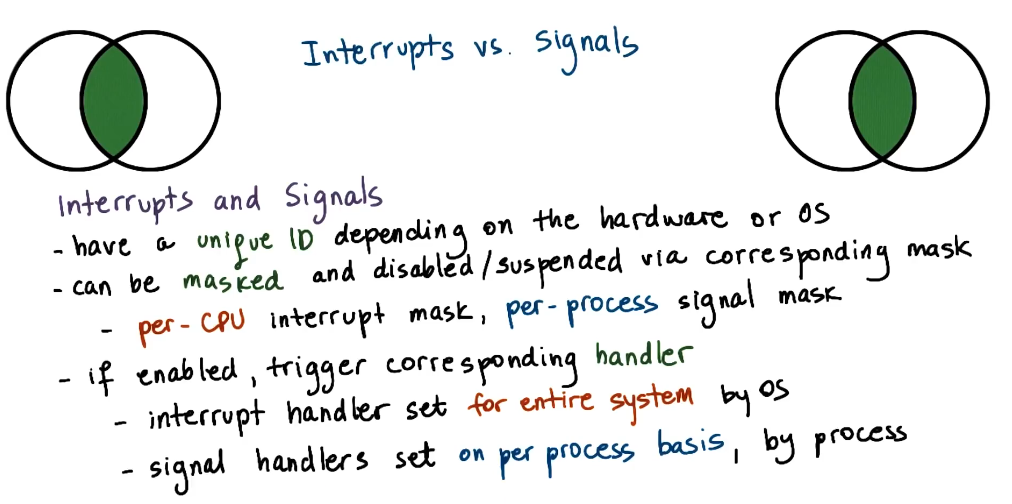 Interrupts vs. Signals
Interrupts and Signals
- have a unique ID depending on the hardware or OS
- can be masked and disabled/suspended via corresponding mask
- per-CPU interrupt mask, per-process signal mask
- if enabled, trigger corresponding handler
- interrupt handler set for entire system by OS
- signal handlers set on per process basis, by process